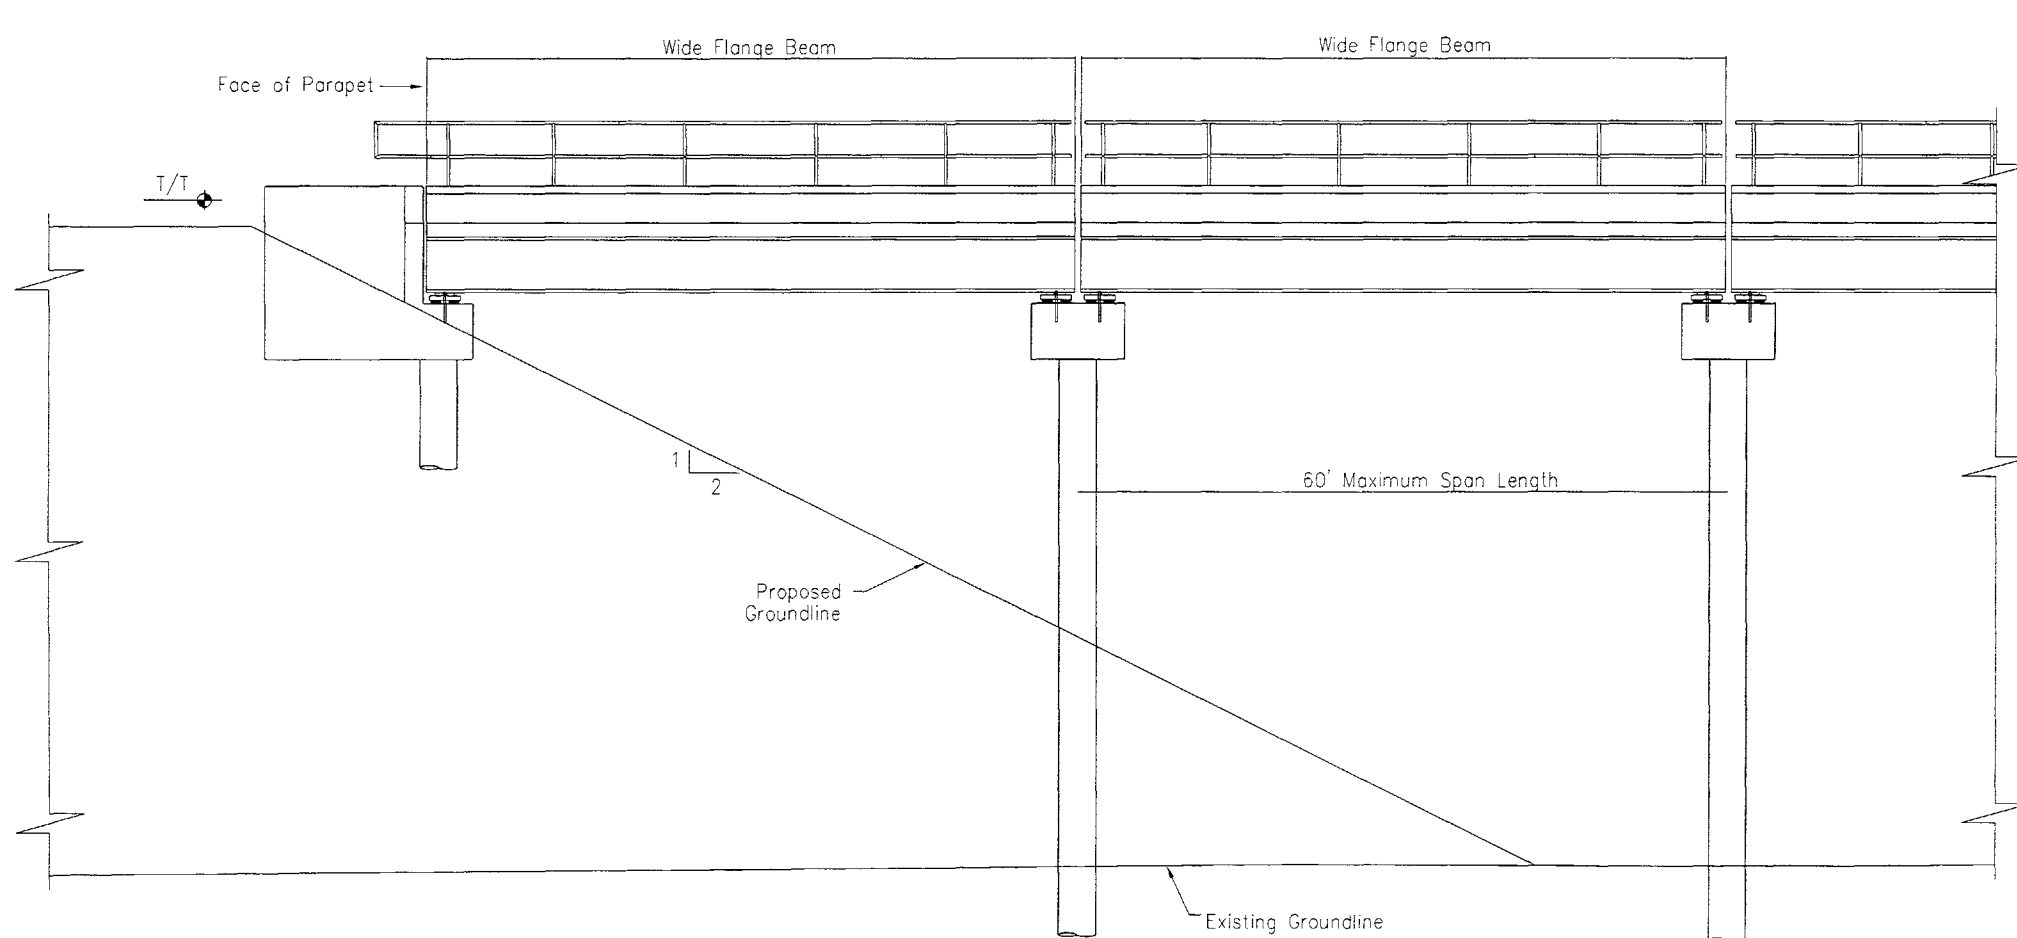 Wide Flange Beam
Wide Flange Beam
Face of Parapet
T/T
1
2
60' Maximum Span Length
Proposed
Groundline
Existing Groundline